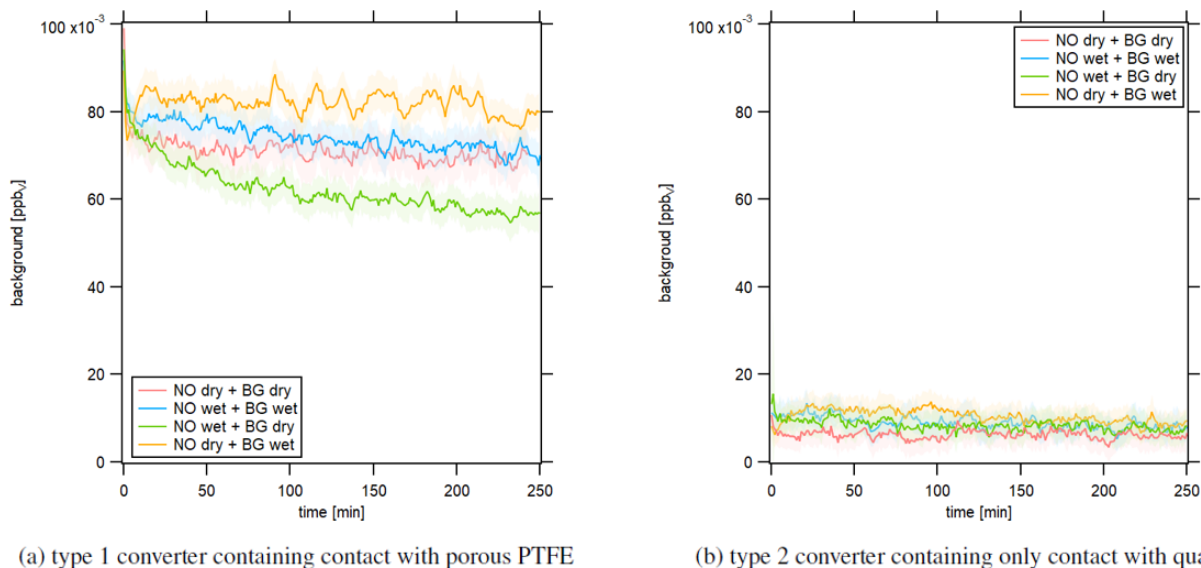 100 x10⁻³
80
60
40
20
0
background [ppbV]
0 50 100 150 200 250
time [min]
NO dry + BG dry
NO wet + BG wet
NO wet + BG dry
NO dry + BG wet
(a) type 1 converter containing contact with porous PTFE
100 x10⁻³
80
60
40
20
0
backgroud [ppbV]
0 50 100 150 200 250
time [min]
NO dry + BG dry
NO wet + BG wet
NO wet + BG dry
NO dry + BG wet
(b) type 2 converter containing only contact with qua